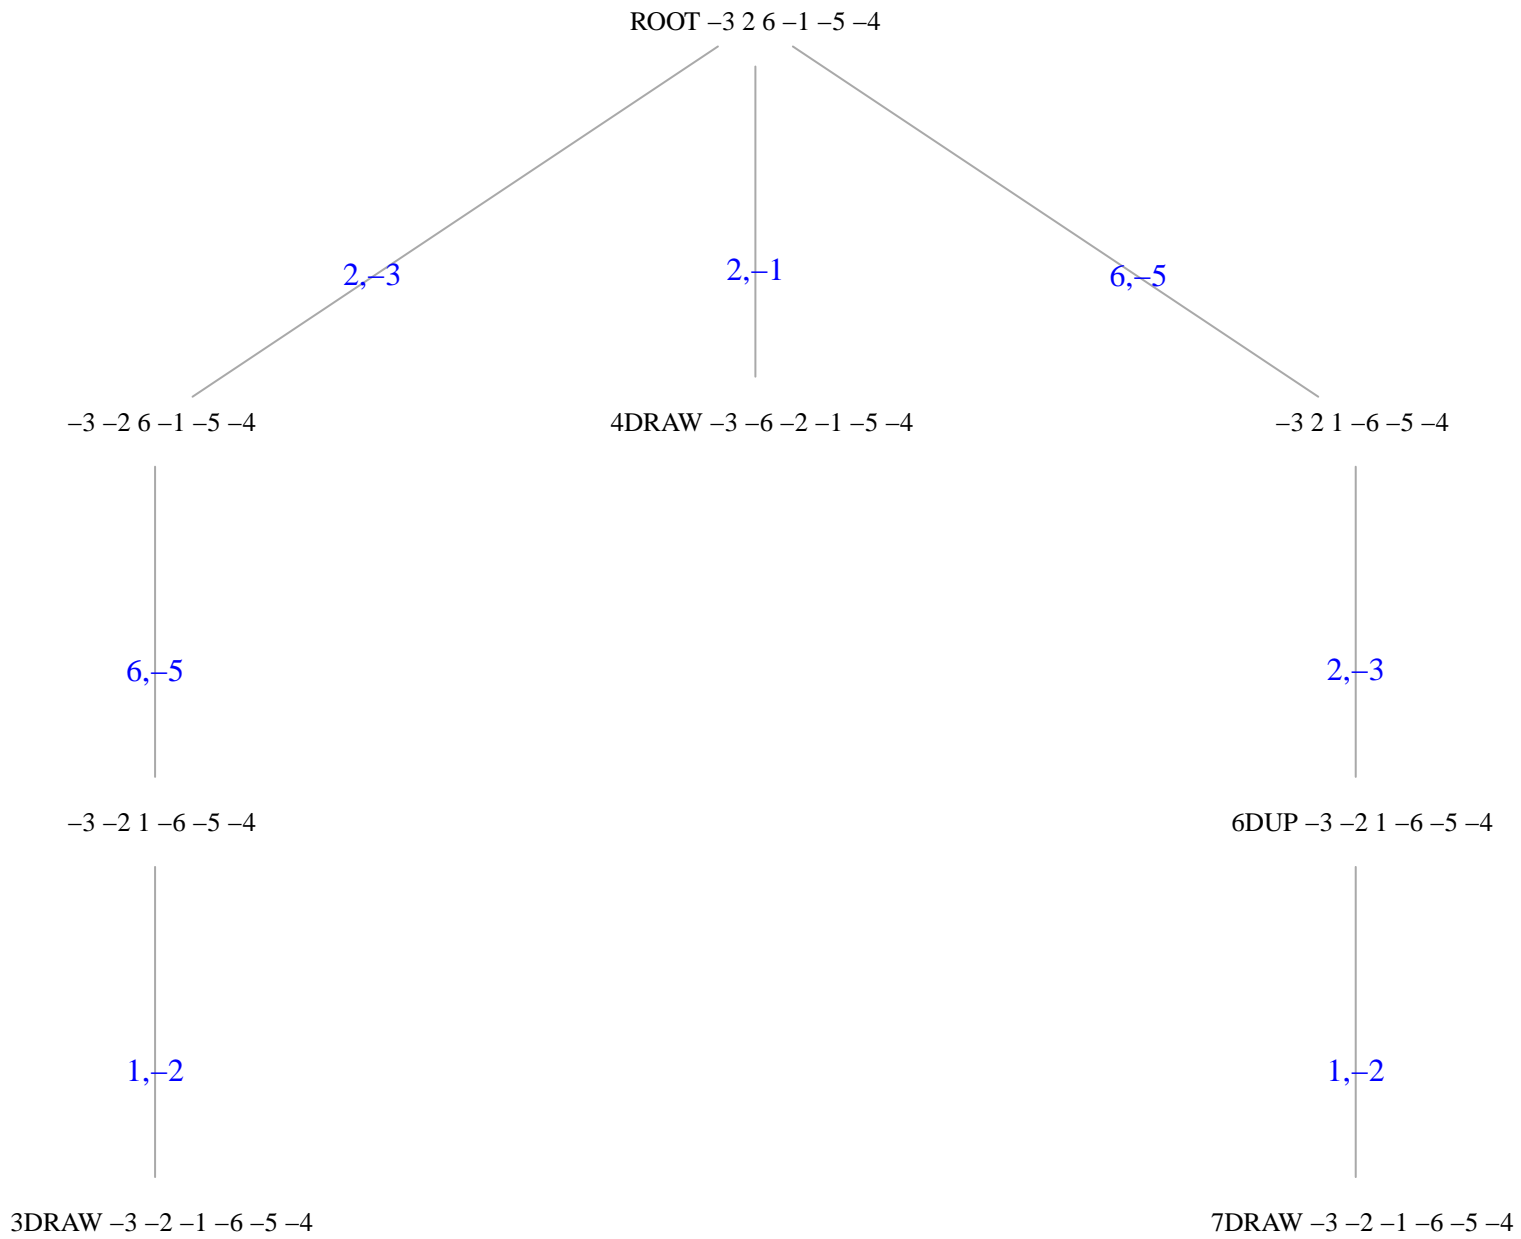 ROOT –3 2 6 –1 –5 –4
2,–3
2,–1
6,–5
–3 –2 6 –1 –5 –4
4DRAW –3 –6 –2 –1 –5 –4
–3 2 1 –6 –5 –4
6,–5
2,–3
–3 –2 1 –6 –5 –4
6DUP –3 –2 1 –6 –5 –4
1,–2
1,–2
3DRAW –3 –2 –1 –6 –5 –4
7DRAW –3 –2 –1 –6 –5 –4